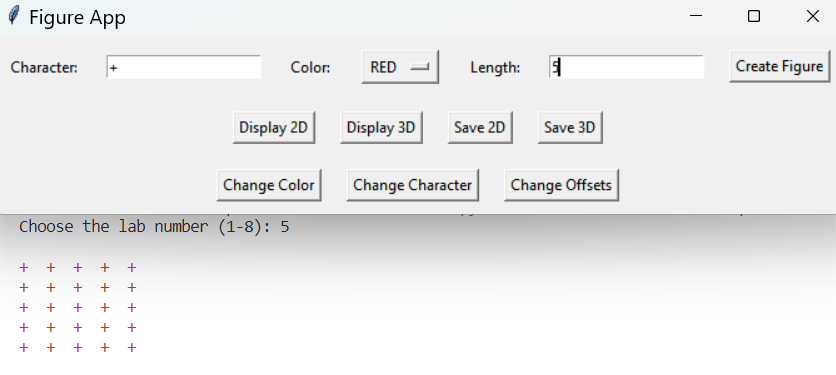 Figure App
Character: + Color: RED Length: 5 Create Figure
Display 2D Display 3D Save 2D Save 3D
Change Color Change Character Change Offsets
Choose the lab number (1-8): 5
+ + + + +
+ + + + +
+ + + + +
+ + + + +
+ + + + +